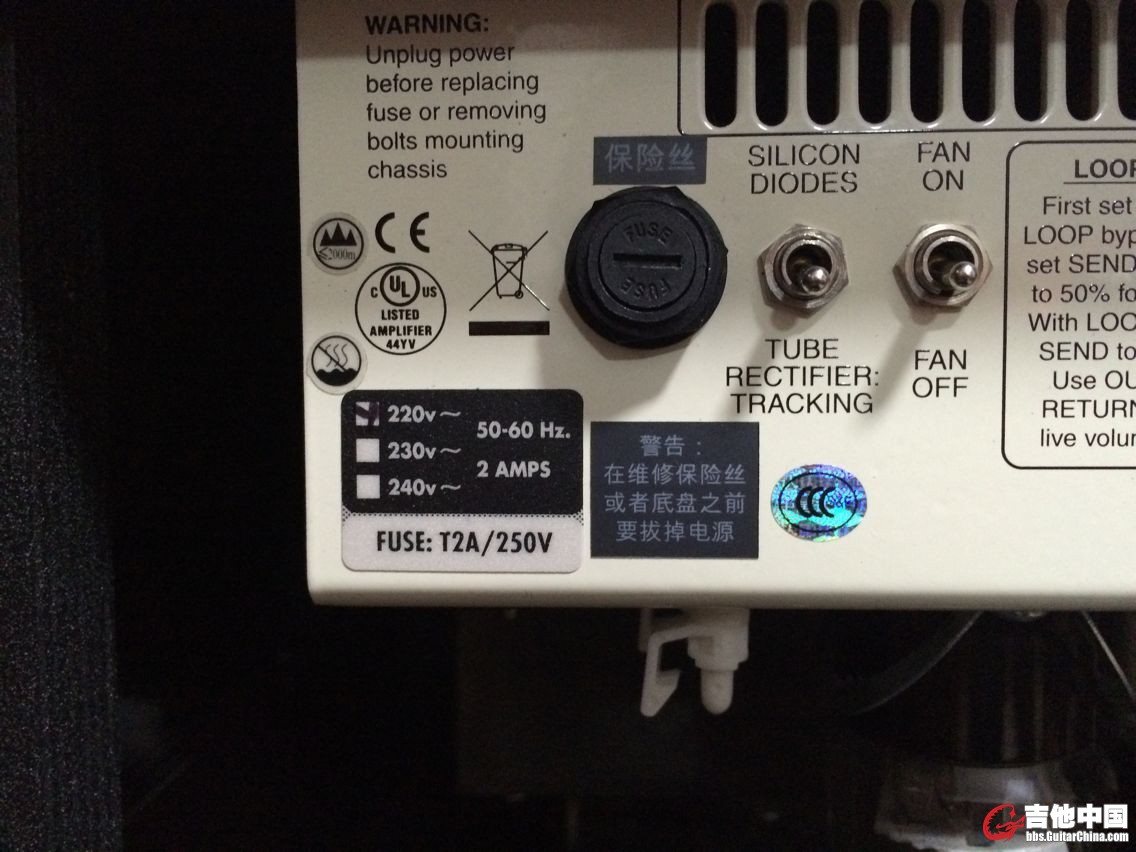 WARNING:
Unplug power
before replacing
fuse or removing
bolts mounting
chassis
保险丝
SILICON
DIODES
FAN
ON
LOOP
First set
LOOP byp
set SEND
to 50% fo
With LOO
SEND to
Use OU
RETURN
live volum
≤2000m
CE
C UL US
LISTED
AMPLIFIER
44YV
FUSE
FUSE
TUBE
RECTIFIER:
TRACKING
FAN
OFF
220v~
230v~
240v~
50-60 Hz.
2 AMPS
FUSE: T2A/250V
警告：
在维修保险丝
或者底盘之前
要拔掉电源
CCC S&E
吉他中国
bbs.GuitarChina.com